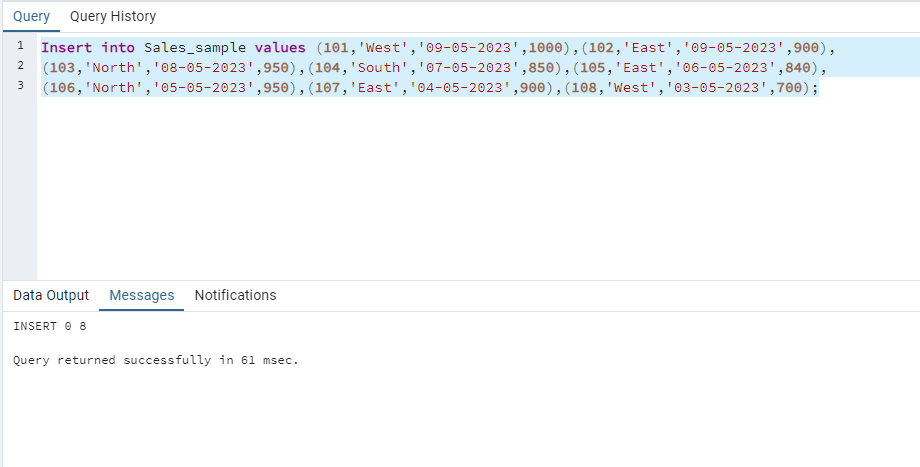 Query Query History
1 Insert into Sales_sample values (101,'West','09-05-2023',1000),(102,'East','09-05-2023',900),
2 (103,'North','08-05-2023',950),(104,'South','07-05-2023',850),(105,'East','06-05-2023',840),
3 (106,'North','05-05-2023',950),(107,'East','04-05-2023',900),(108,'West','03-05-2023',700);
Data Output Messages Notifications
INSERT 0 8
Query returned successfully in 61 msec.